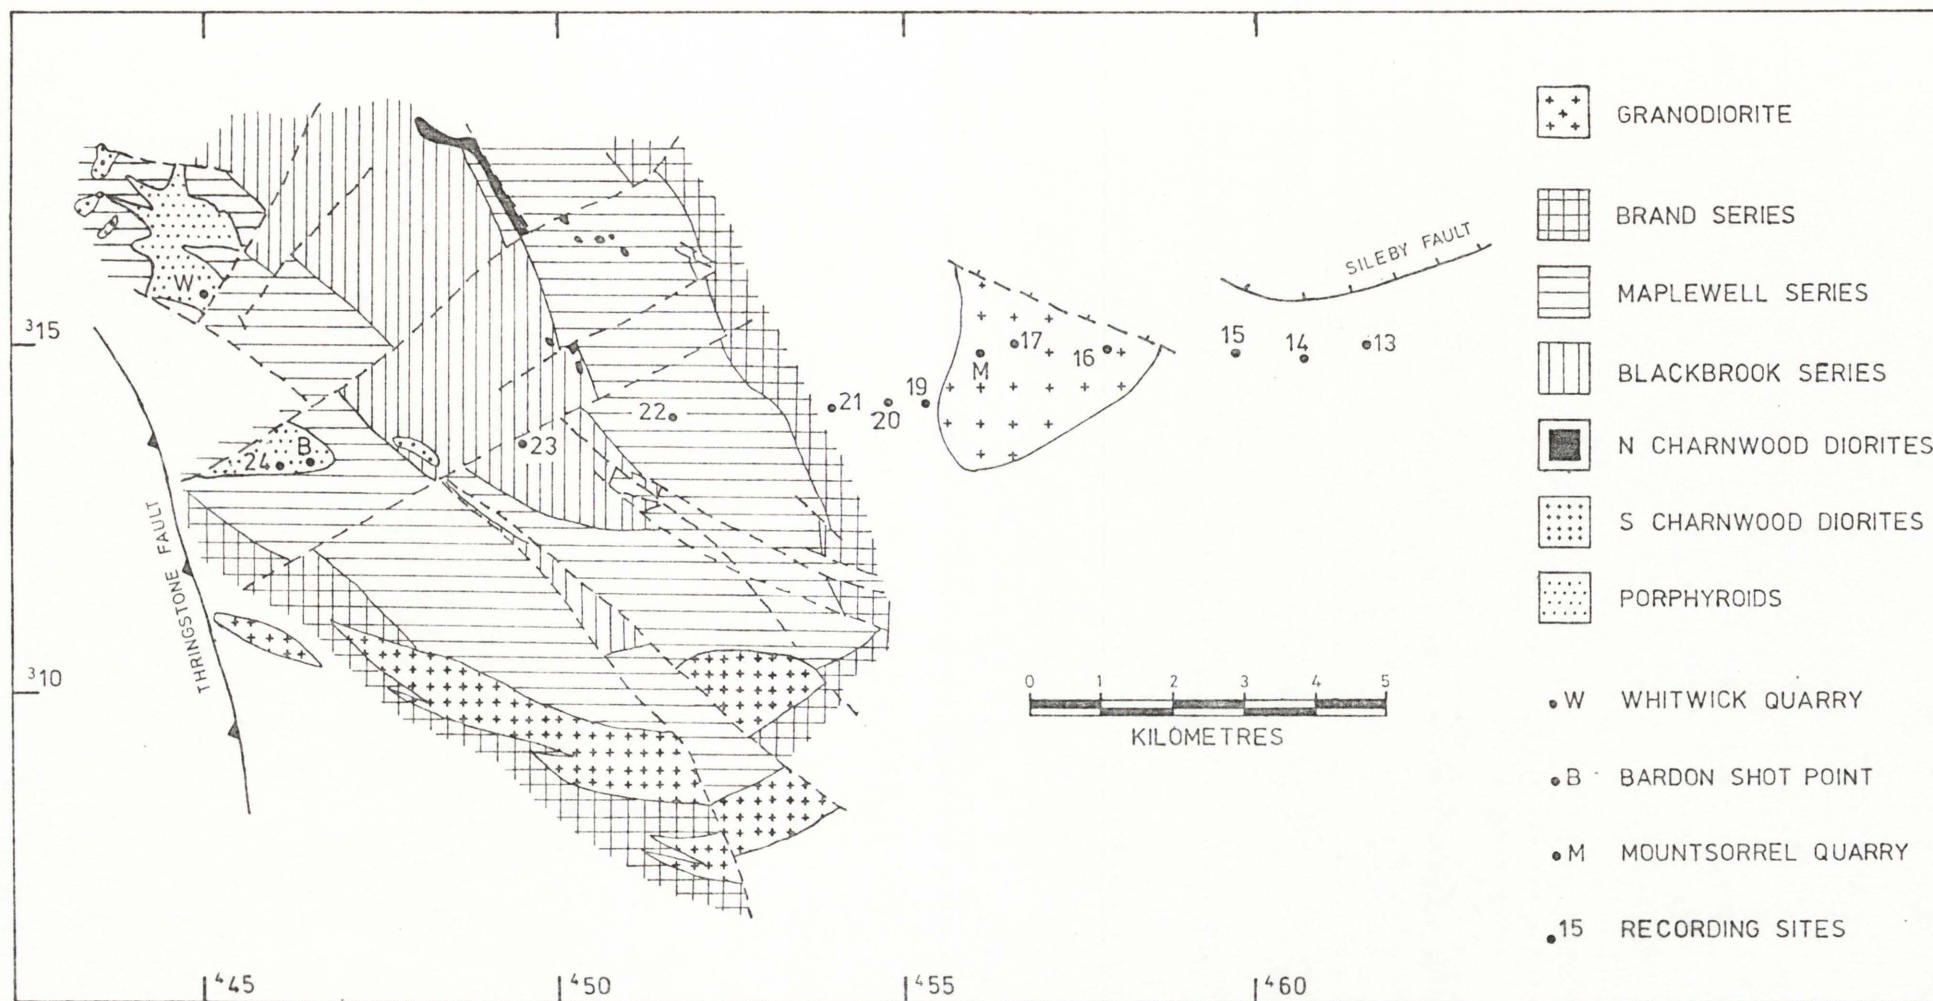 GRANODIORITE
BRAND SERIES
MAPLEWELL SERIES
BLACKBROOK SERIES
N CHARNWOOD DIORITES
S CHARNWOOD DIORITES
PORPHYROIDS
W WHITWICK QUARRY
B BARDON SHOT POINT
M MOUNTSORREL QUARRY
15 RECORDING SITES
SILEBY FAULT
THRINGSTONE FAULT
W
315
15
14
13
17
16
M
19
20
21
22
23
24
B
310
0 1 2 3 4 5
KILOMETRES
445
450
455
460